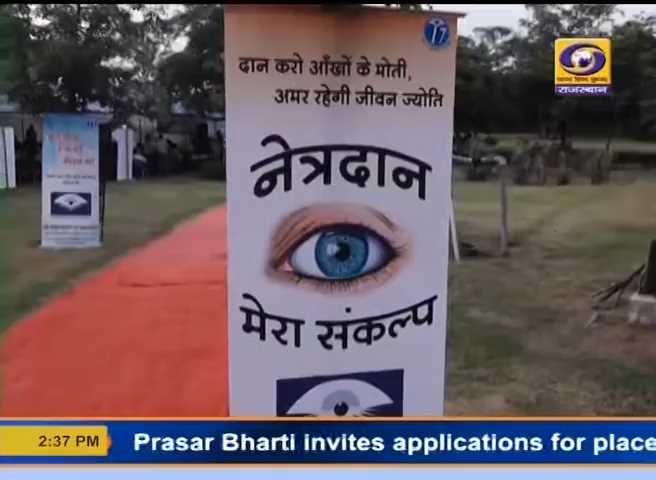 दान करो आँखों के मोती,
अमर रहेगी जीवन ज्योति
नेत्रदान
मेरा संकल्प
राजस्थान
2:37 PM
Prasar Bharti invites applications for place